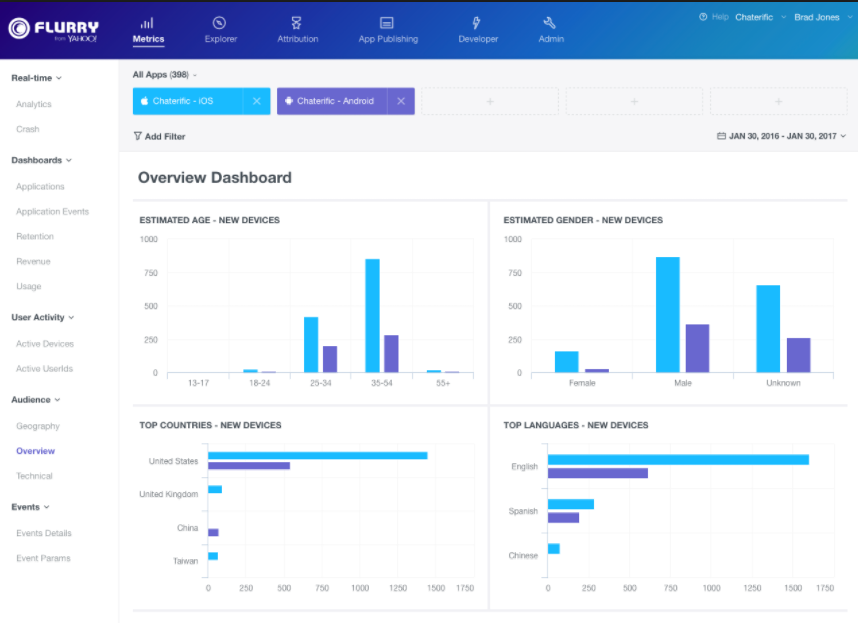 FLURRY
from YAHOO!
Metrics
Explorer
Attribution
App Publishing
Developer
Admin
Help
Chaterific
Brad Jones
Real-time
Analytics
Crash
Dashboards
Applications
Application Events
Retention
Revenue
Usage
User Activity
Active Devices
Active UserIds
Audience
Geography
Overview
Technical
Events
Events Details
Event Params
All Apps (398)
Chaterific - iOS
Chaterific - Android
Add Filter
JAN 30, 2016 - JAN 30, 2017
Overview Dashboard
ESTIMATED AGE - NEW DEVICES
1000
750
500
250
0
13-17
18-24
25-34
35-54
55+
ESTIMATED GENDER - NEW DEVICES
1000
750
500
250
0
Female
Male
Unknown
TOP COUNTRIES - NEW DEVICES
United States
United Kingdom
China
Taiwan
0
250
500
750
1000
1250
1500
1750
TOP LANGUAGES - NEW DEVICES
English
Spanish
Chinese
0
250
500
750
1000
1250
1500
1750